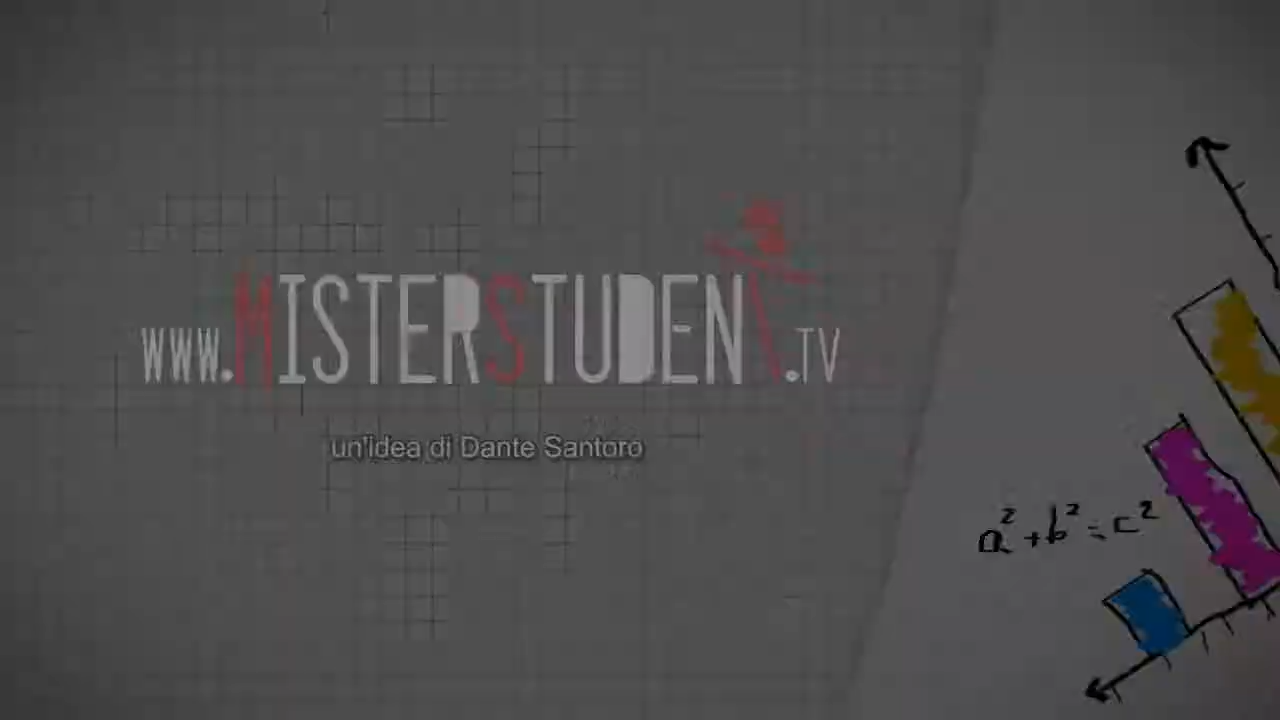 www.MISTERSTUDENT.TV
un'idea di Dante Santoro
a² + b² = c²